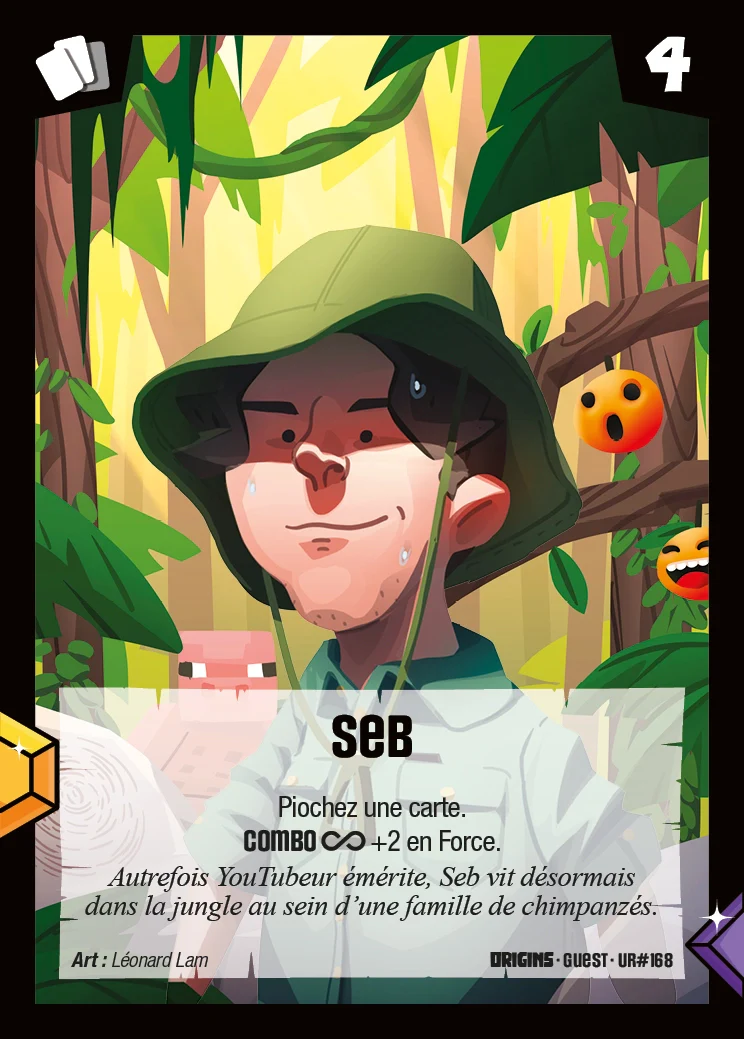 4
SEB
Piochez une carte.
COMBO ∞ +2 en Force.
Autrefois YouTubeur émérite, Seb vit désormais
dans la jungle au sein d’une famille de chimpanzés.
Art : Léonard Lam
ORIGINS · GUEST · UR#168